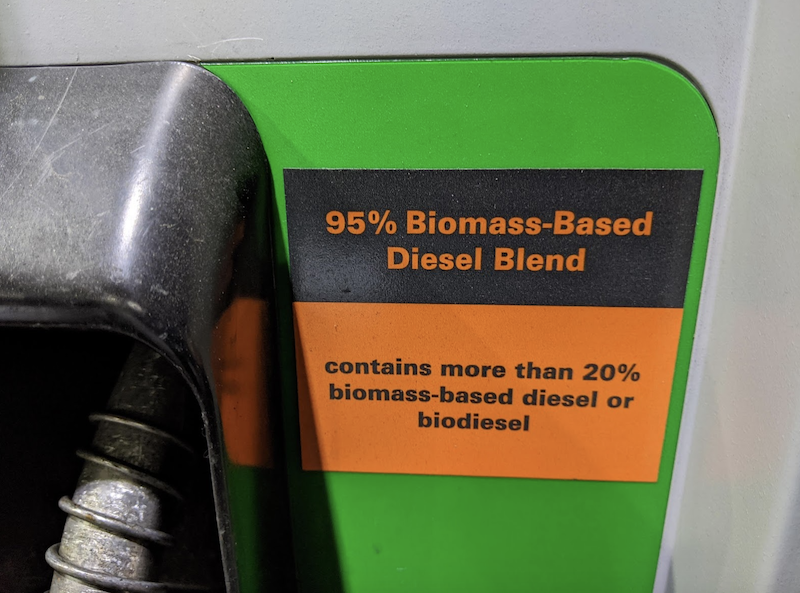 95% Biomass-Based
Diesel Blend
contains more than 20%
biomass-based diesel or
biodiesel